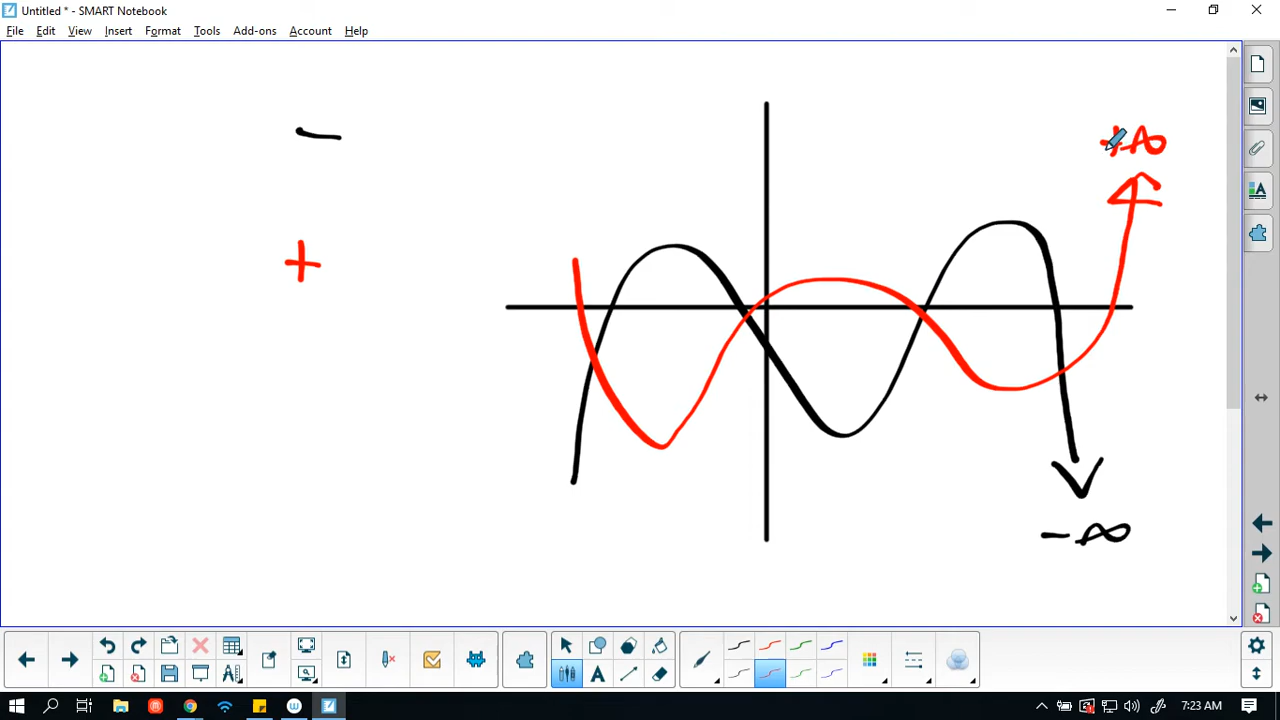 Untitled * - SMART Notebook
File Edit View Insert Format Tools Add-ons Account Help
−
+∞
+
-∞
7:23 AM